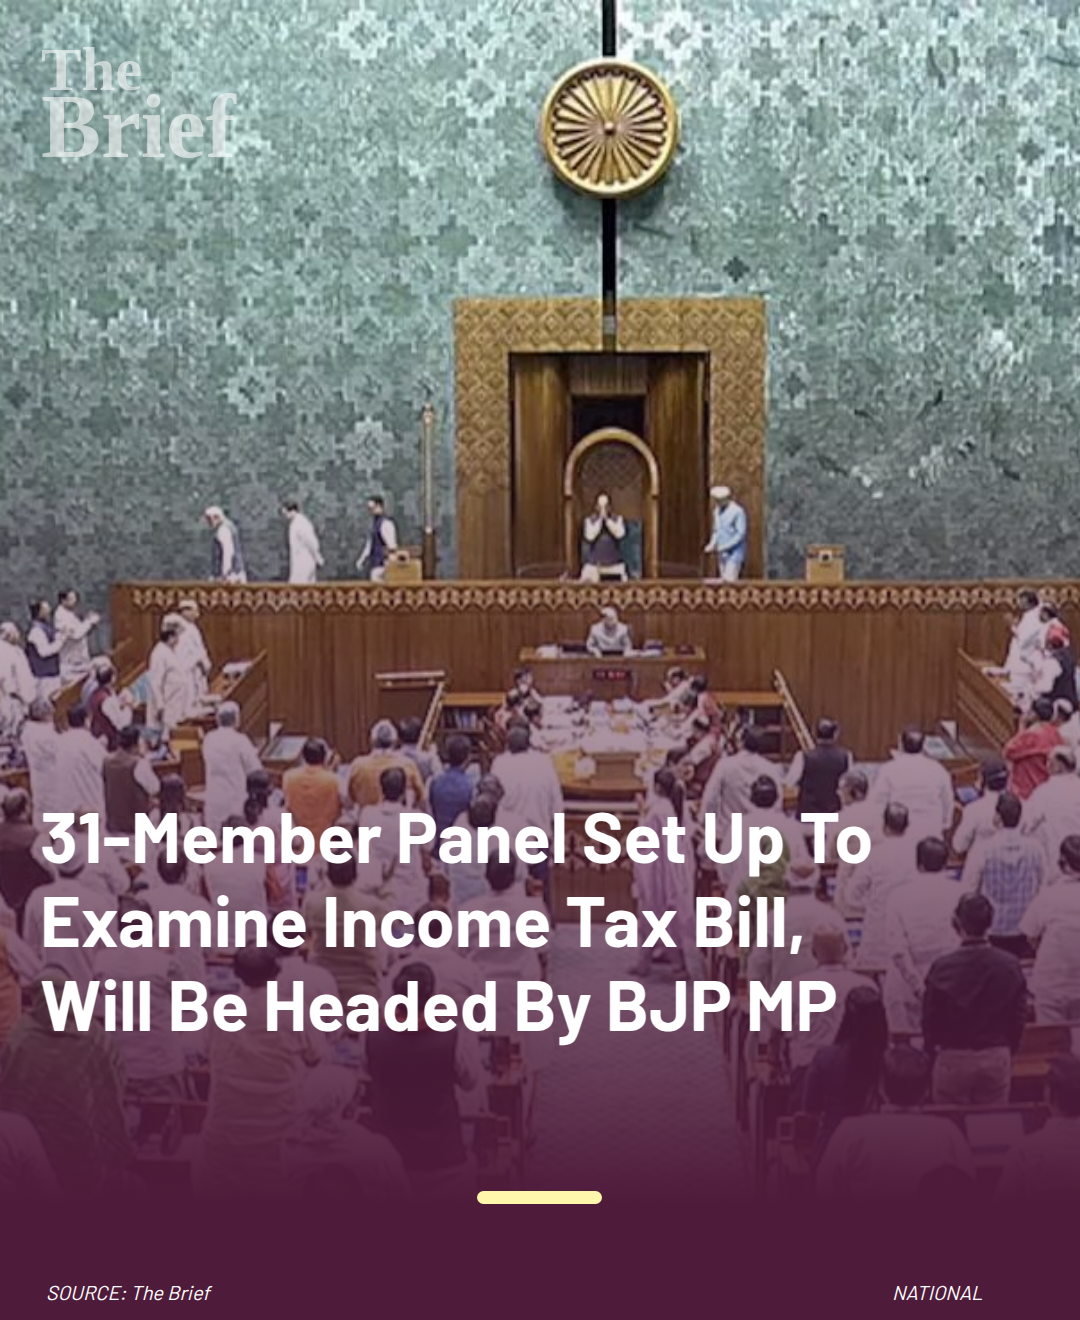 The
Brief
31-Member Panel Set Up To
Examine Income Tax Bill,
Will Be Headed By BJP MP
SOURCE: The Brief
NATIONAL